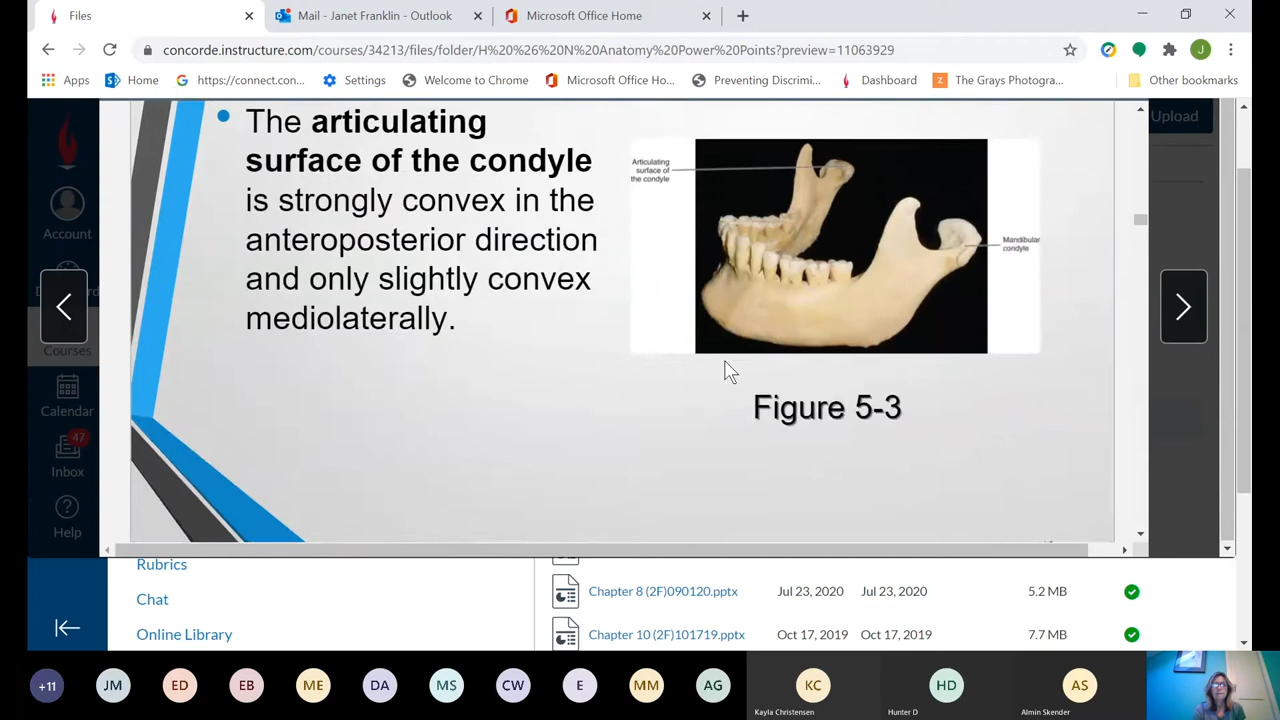 Files
Mail - Janet Franklin - Outlook
Microsoft Office Home
concorde.instructure.com/courses/34213/files/folder/H%20%26%20N%20Anatomy%20Power%20Points?preview=11063929
J
Apps
Home
https://connect.con...
Settings
Welcome to Chrome
Microsoft Office Ho...
Preventing Discrim...
Dashboard
The Grays Photogra...
Other bookmarks
Upload
Account
Courses
Calendar
47
Inbox
Help
• The articulating
surface of the condyle
is strongly convex in the
anteroposterior direction
and only slightly convex
mediolaterally.
Articulating
surface of
the condyle
Mandibular
condyle
Figure 5-3
Rubrics
Chat
Online Library
Chapter 8 (2F)090120.pptx Jul 23, 2020 Jul 23, 2020 5.2 MB
Chapter 10 (2F)101719.pptx Oct 17, 2019 Oct 17, 2019 7.7 MB
+11 JM ED EB ME DA MS CW E MM AG KC HD AS
Kayla Christensen Hunter D Almin Skender